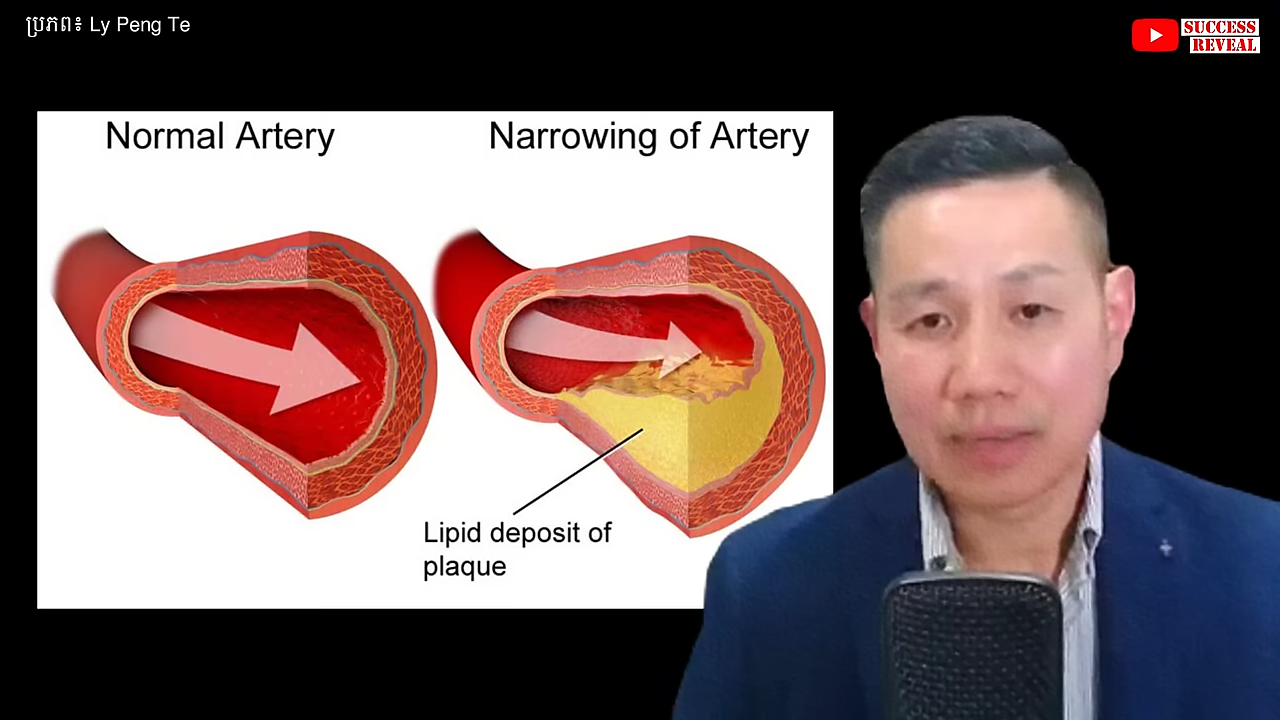 ប្រភព៖ Ly Peng Te
SUCCESS
REVEAL
Normal Artery
Narrowing of Artery
Lipid deposit of
plaque